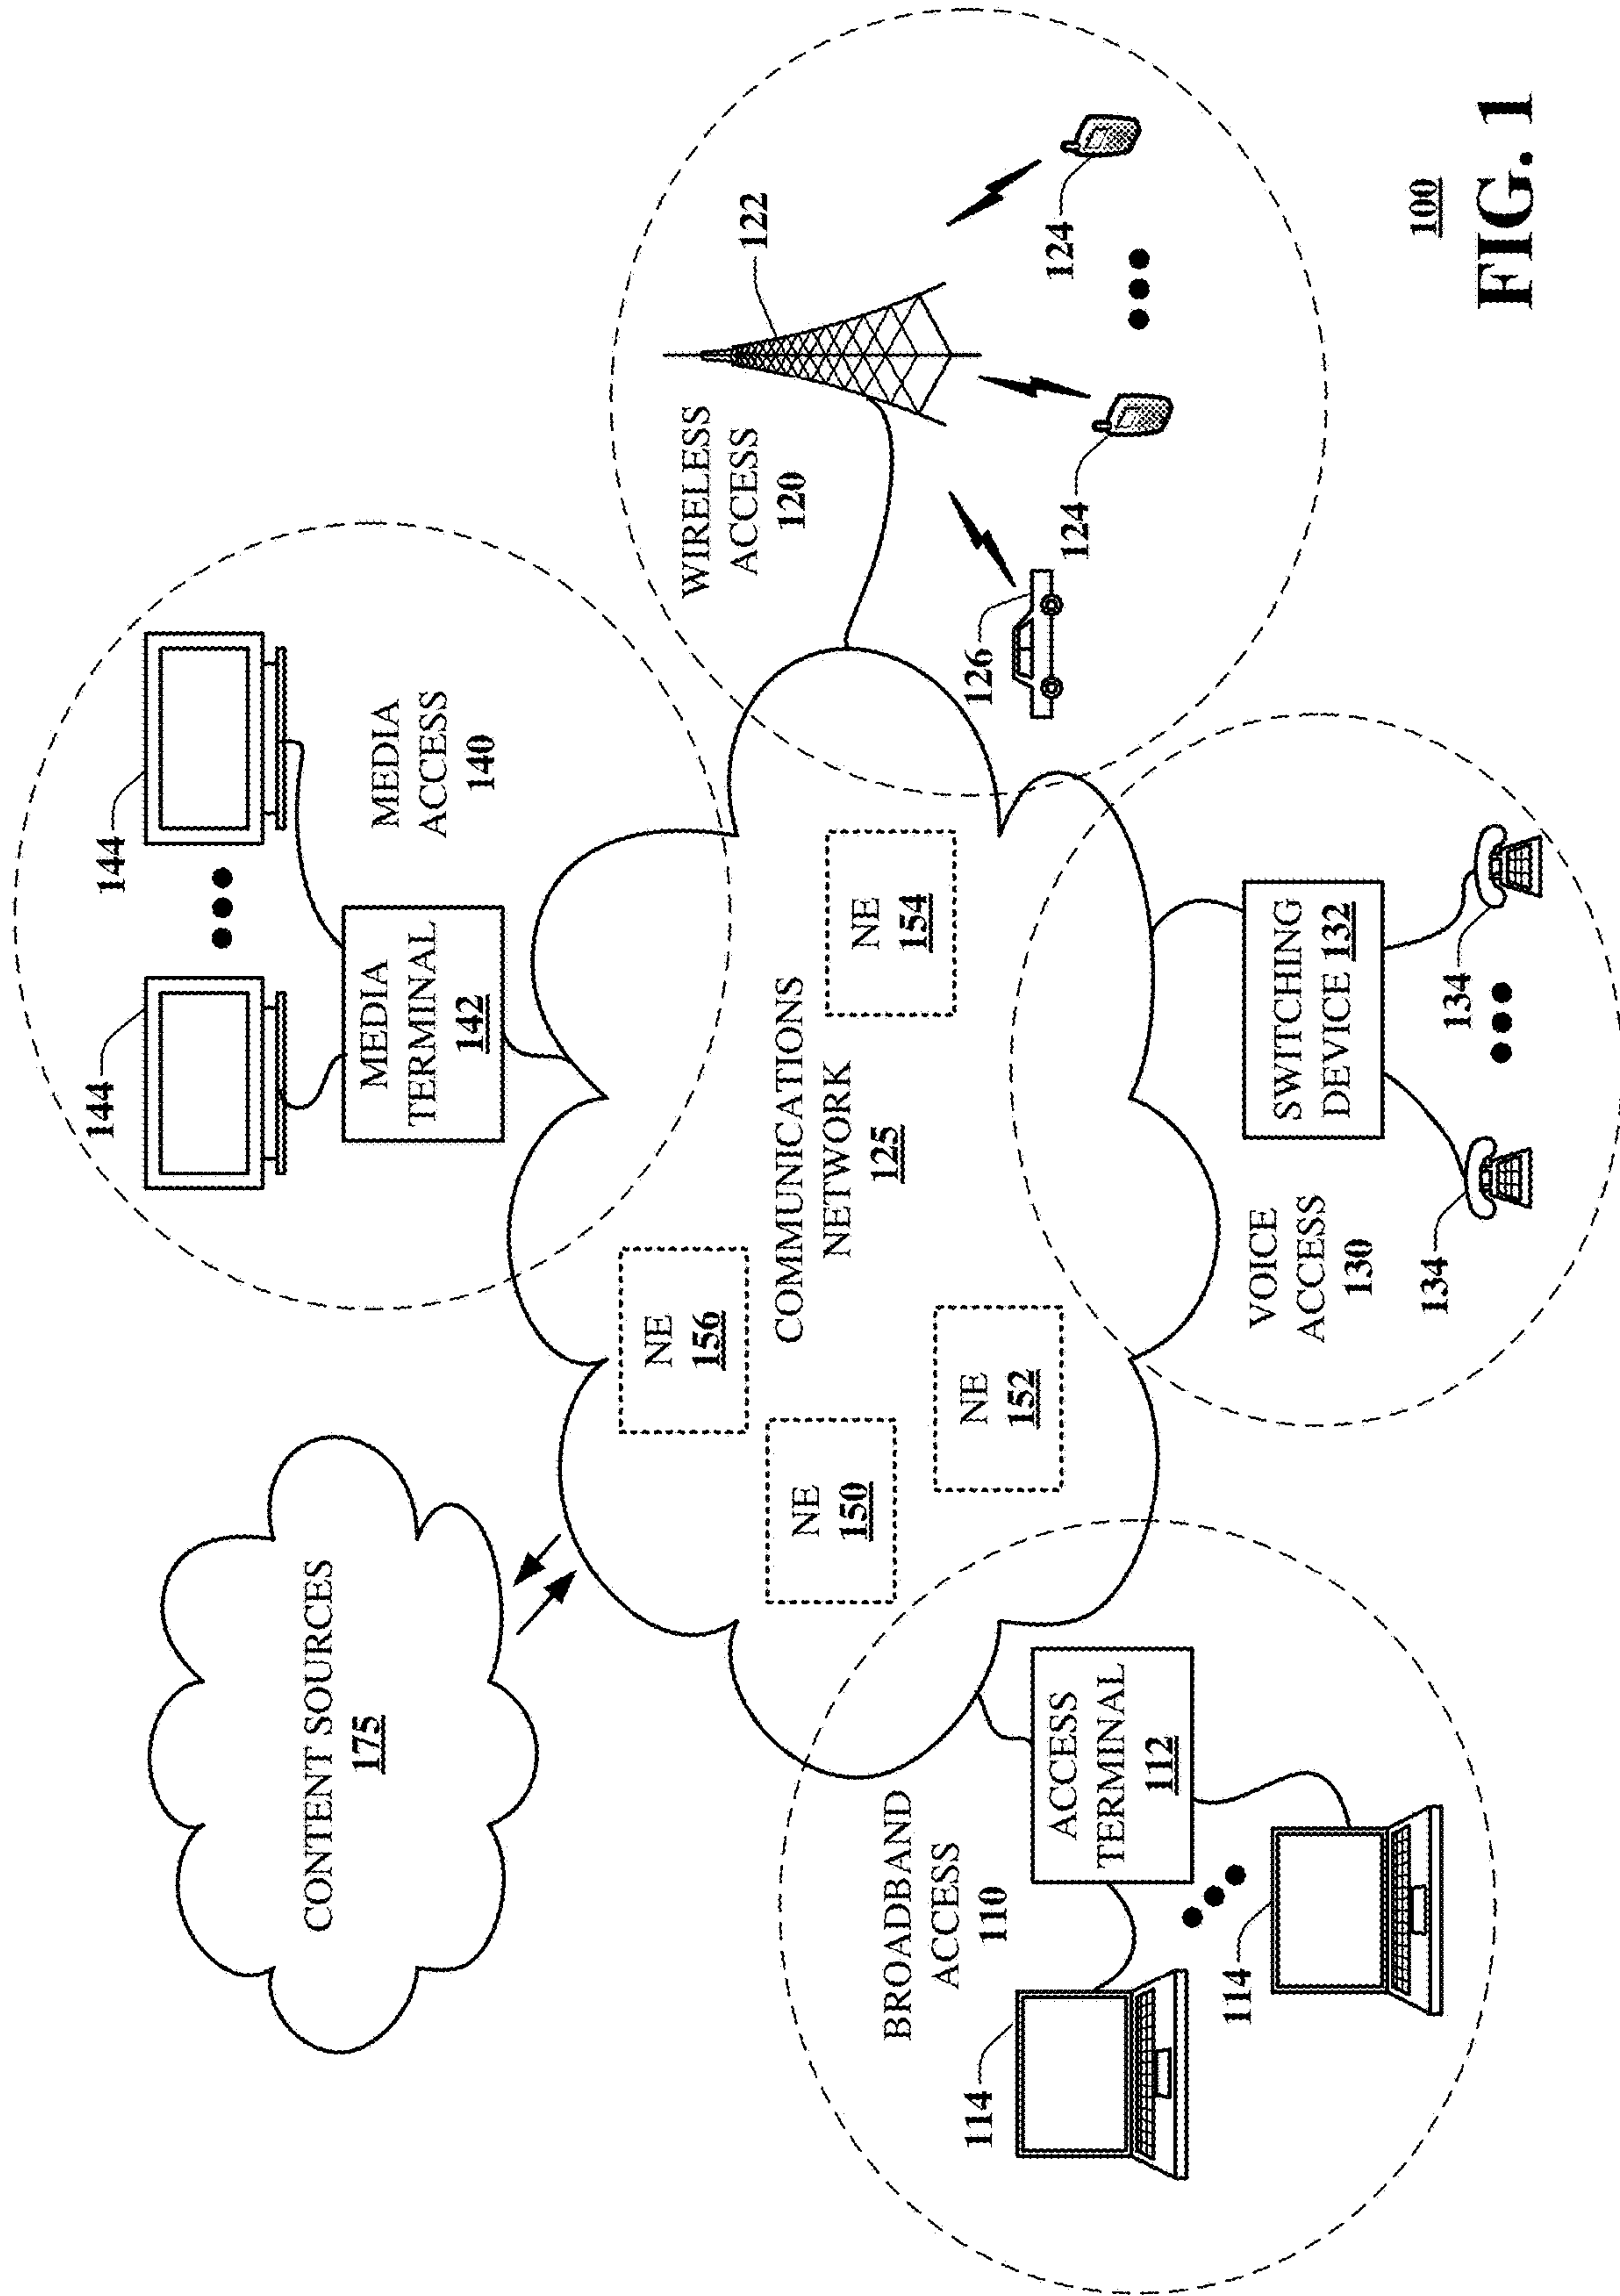 CONTENT SOURCES
175
144
144
MEDIA
TERMINAL
142
MEDIA
ACCESS
140
WIRELESS
ACCESS
120
122
NE
156
NE
150
COMMUNICATIONS
NETWORK
125
NE
154
NE
152
BROADBAND
ACCESS
110
ACCESS
TERMINAL
112
114
114
126
124
124
VOICE
ACCESS
130
SWITCHING
DEVICE 132
134
134
100
FIG. 1